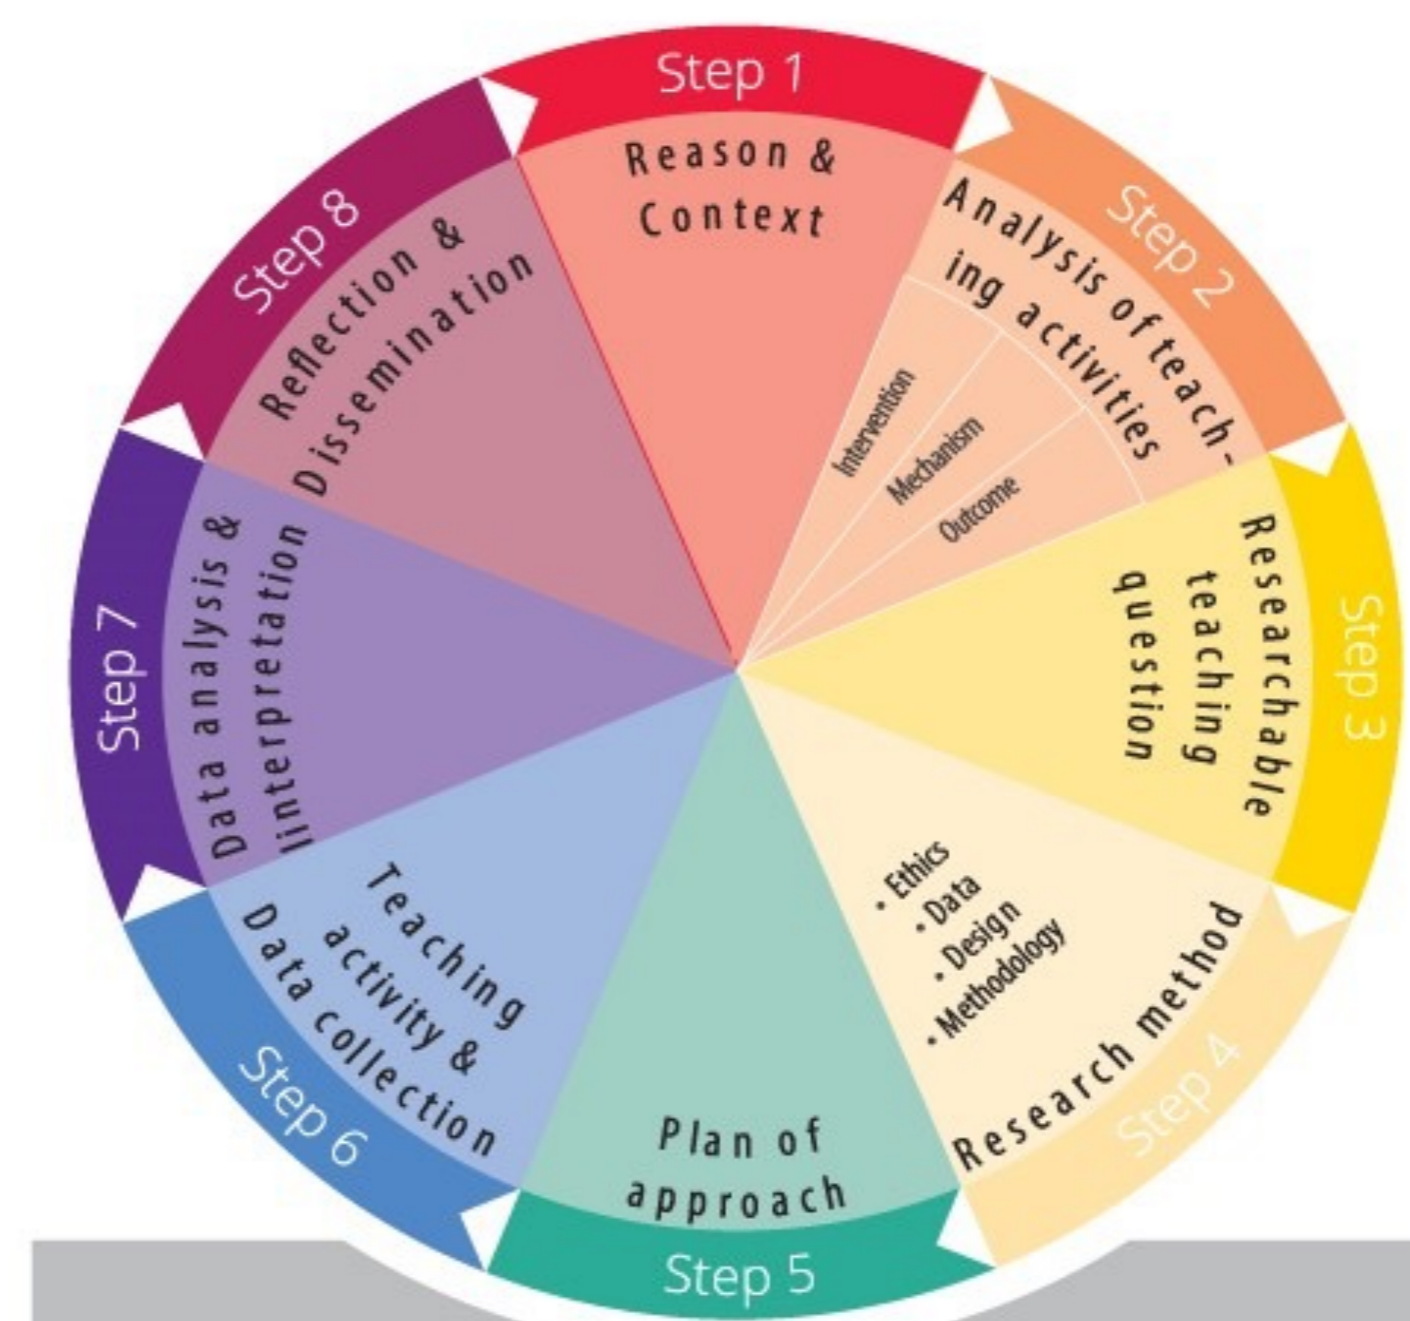 Step 1
Reason &
Context
Step 2
Analysis of teach-
ing activities
Intervention
Mechanism
Outcome
Step 3
Researchable
teaching
question
Step 4
• Ethics
• Data
• Design
• Methodology
Research method
Step 5
Plan of
approach
Step 6
Teaching
activity &
Data collection
Step 7
Data analysis &
Iinterpretation
Step 8
Reflection &
Dissemination